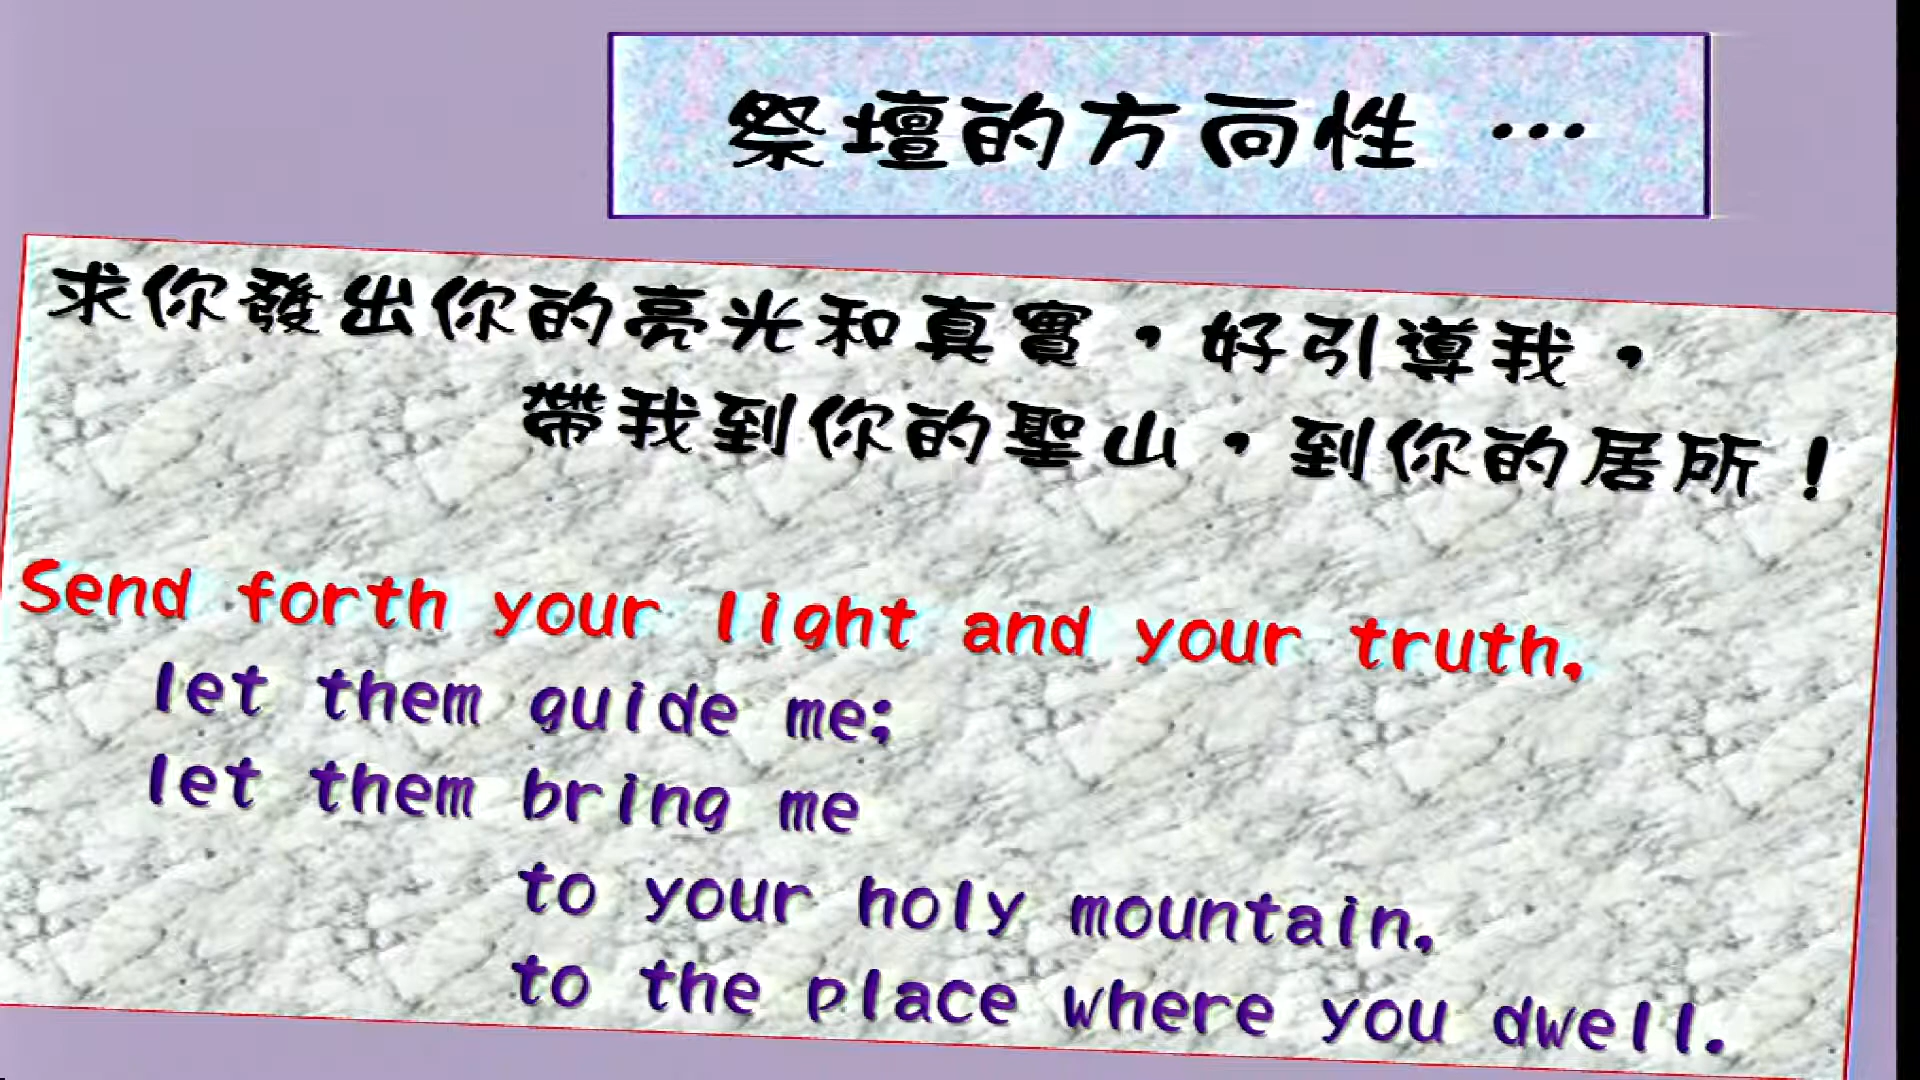 祭壇的方向性 …
求你發出你的亮光和真實，好引導我，
帶我到你的聖山，到你的居所！
Send forth your light and your truth,
let them guide me;
let them bring me
to your holy mountain,
to the place where you dwell.